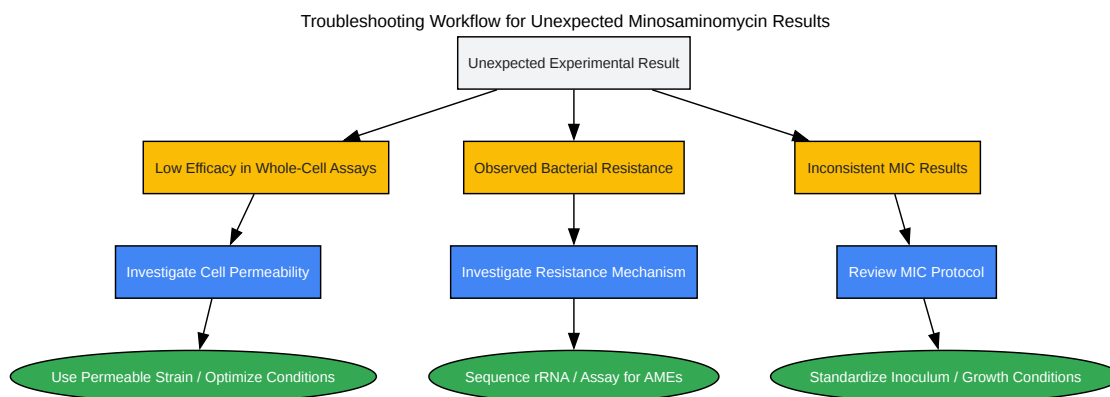 Troubleshooting Workflow for Unexpected Minosaminomycin Results
Unexpected Experimental Result
Low Efficacy in Whole-Cell Assays
Observed Bacterial Resistance
Inconsistent MIC Results
Investigate Cell Permeability
Investigate Resistance Mechanism
Review MIC Protocol
Use Permeable Strain / Optimize Conditions
Sequence rRNA / Assay for AMEs
Standardize Inoculum / Growth Conditions